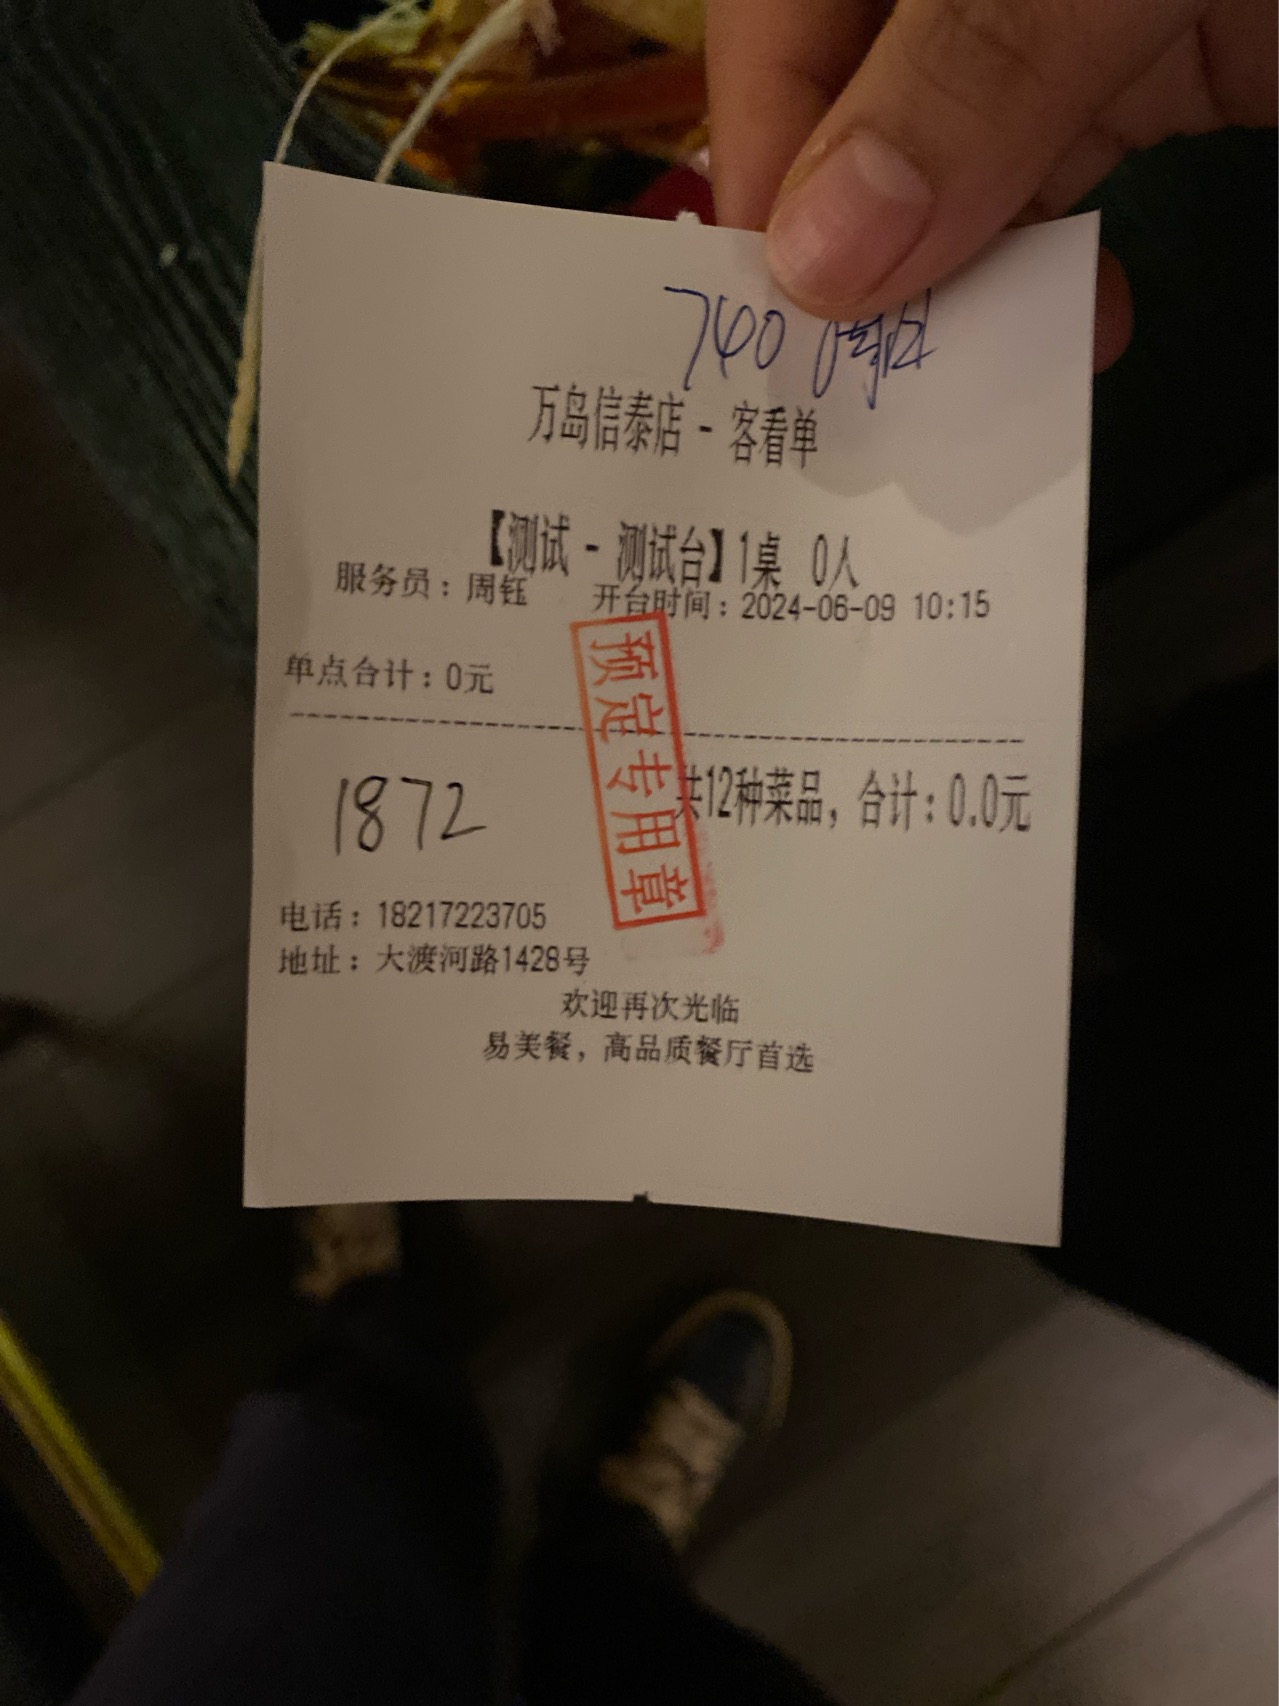 740
万岛信泰店 - 客看单
【测试 - 测试台】1桌 0人
服务员：周钰 开台时间：2024-06-09 10:15
单点合计：0元
预定专用章
共12种菜品，合计：0.0元
1872
电话：18217223705
地址：大渡河路1428号
欢迎再次光临
易美餐，高品质餐厅首选